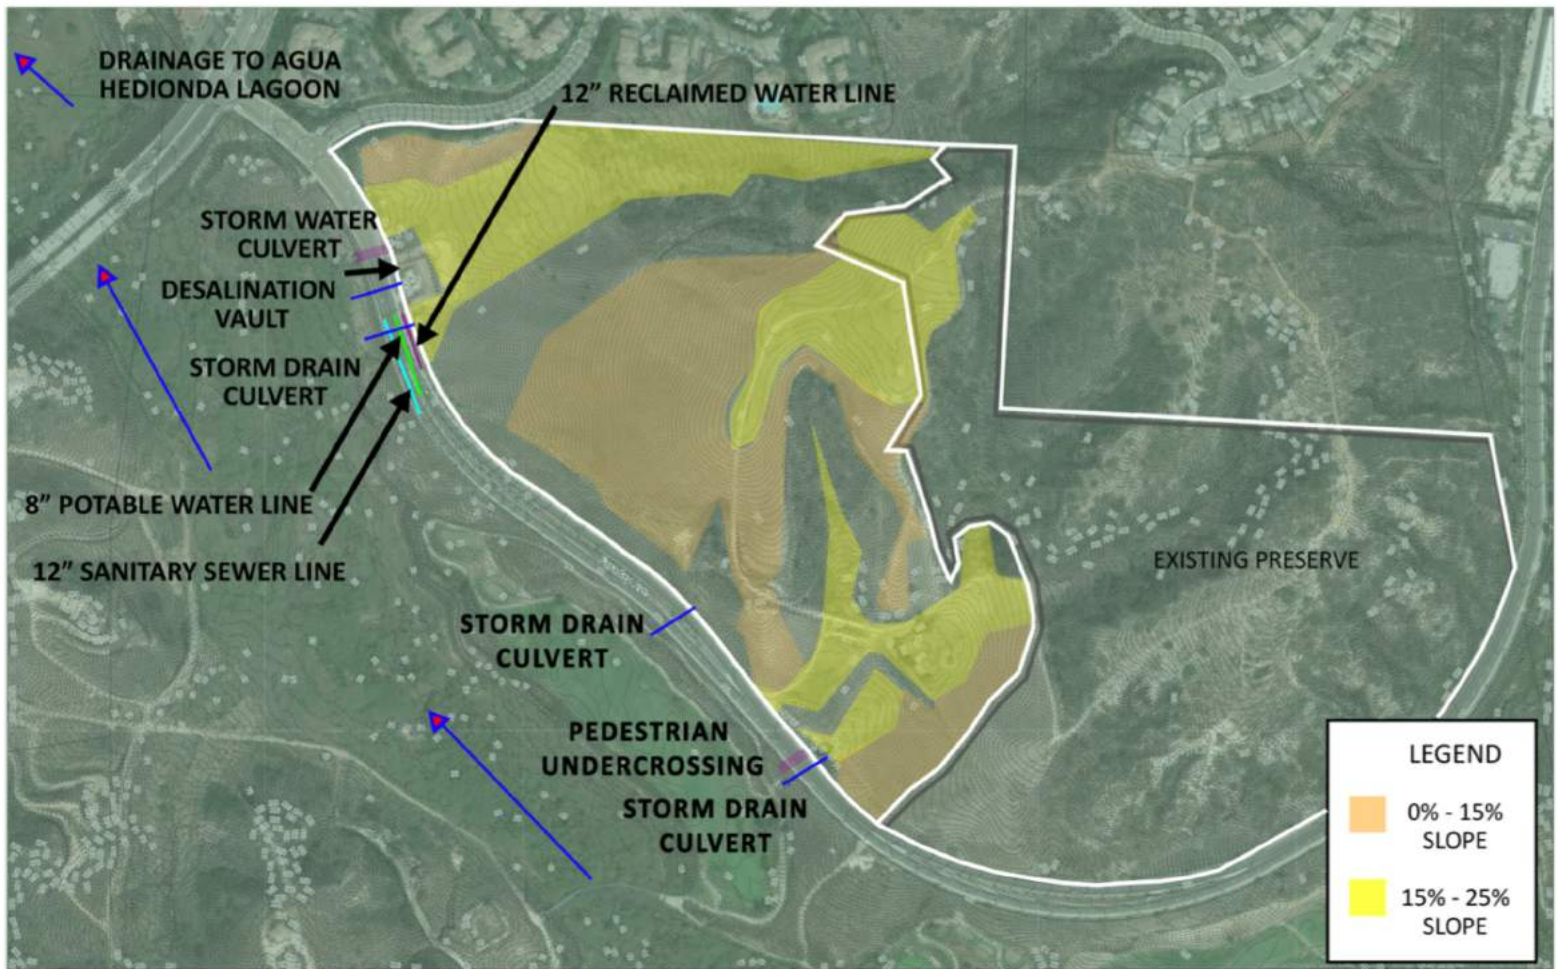 DRAINAGE TO AGUA
HEDIONDA LAGOON
12” RECLAIMED WATER LINE
STORM WATER
CULVERT
DESALINATION
VAULT
STORM DRAIN
CULVERT
8” POTABLE WATER LINE
12” SANITARY SEWER LINE
EXISTING PRESERVE
STORM DRAIN
CULVERT
PEDESTRIAN
UNDERCROSSING
STORM DRAIN
CULVERT
LEGEND
0% - 15%
SLOPE
15% - 25%
SLOPE